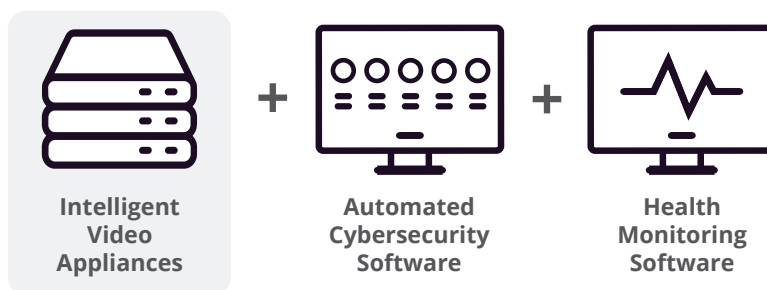 Intelligent
Video
Appliances
+
Automated
Cybersecurity
Software
+
Health
Monitoring
Software